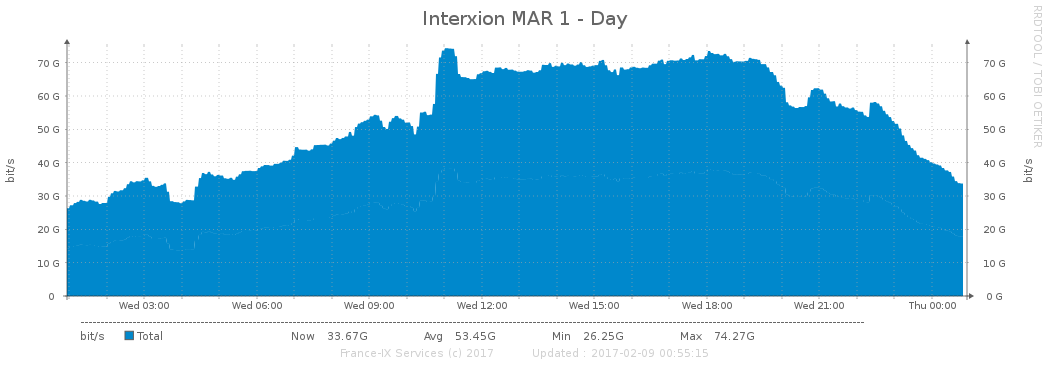 Interxion MAR 1 - Day
RRDTOOL / TOBI OETIKER
bit/s
70 G 70 G
60 G 60 G
50 G 50 G
40 G 40 G
30 G 30 G
20 G 20 G
10 G 10 G
0 0 G
bit/s
Wed 03:00 Wed 06:00 Wed 09:00 Wed 12:00 Wed 15:00 Wed 18:00 Wed 21:00 Thu 00:00
bit/s Total Now 33.67G Avg 53.45G Min 26.25G Max 74.27G
France-IX Services (c) 2017 Updated : 2017-02-09 00:55:15